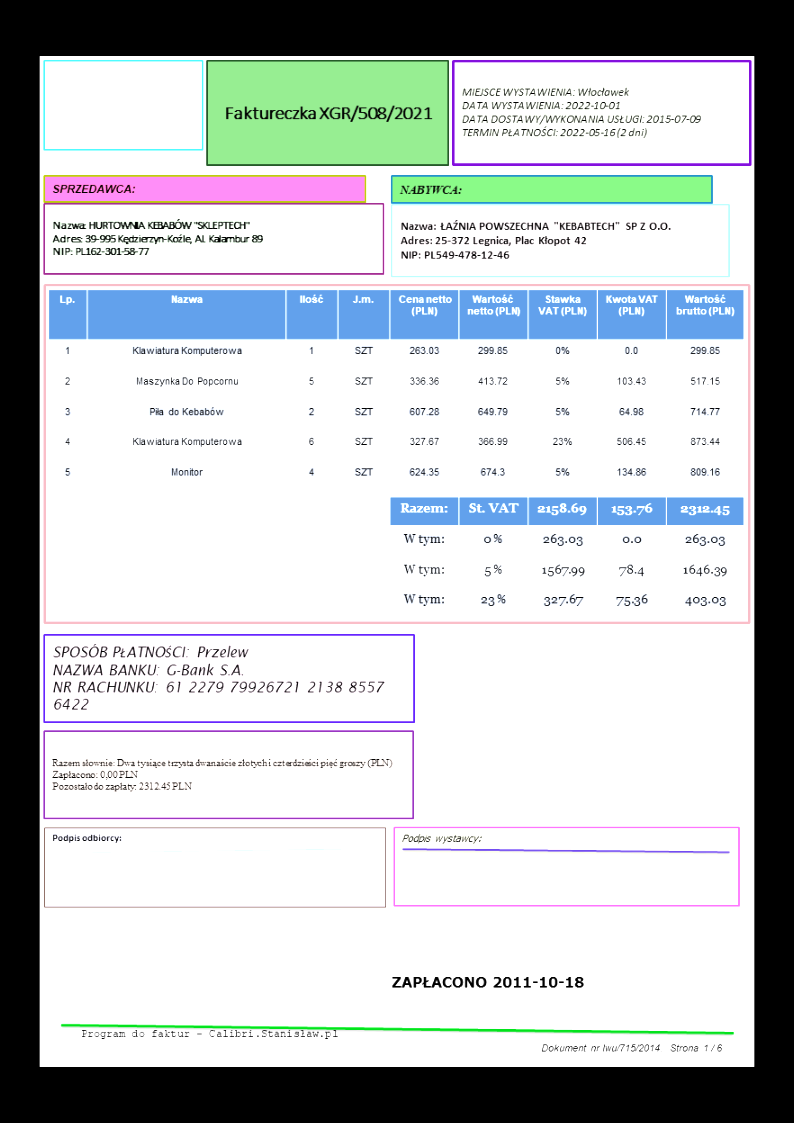 Faktureczka XGR/508/2021
MIEJSCE WYSTAWIENIA: Włocławek
DATA WYSTAWIENIA: 2022-10-01
DATA DOSTAWY/WYKONANIA USŁUGI: 2015-07-09
TERMIN PŁATNOŚCI: 2022-05-16 (2 dni)
SPRZEDAWCA:
Nazwa: HURTOWNIA KEBABÓW "SKLEPTECH"
Adres: 39-995 Kędzierzyn-Koźle, Al. Kalambur 89
NIP: PL162-301-58-77
NABYWCA:
Nazwa: ŁAŹNIA POWSZECHNA "KEBABTECH" SP Z O.O.
Adres: 25-372 Legnica, Plac Kłopot 42
NIP: PL549-478-12-46
Lp. Nazwa Ilość J.m. Cena netto (PLN) Wartość netto (PLN) Stawka VAT (PLN) Kwota VAT (PLN) Wartość brutto (PLN)
1 Klawiatura Komputerowa 1 SZT 263.03 299.85 0% 0.0 299.85
2 Maszynka Do Popcornu 5 SZT 336.36 413.72 5% 103.43 517.15
3 Piła do Kebabów 2 SZT 607.28 649.79 5% 64.98 714.77
4 Klawiatura Komputerowa 6 SZT 327.67 366.99 23% 506.45 873.44
5 Monitor 4 SZT 624.35 674.3 5% 134.86 809.16
Razem: St. VAT 2158.69 153.76 2312.45
W tym: 0% 263.03 0.0 263.03
W tym: 5% 1567.99 78.4 1646.39
W tym: 23% 327.67 75.36 403.03
SPOSÓB PŁATNOŚCI: Przelew
NAZWA BANKU: G-Bank S.A.
NR RACHUNKU: 61 2279 79926721 2138 8557
6422
Razem słownie: Dwa tysiące trzysta dwanaście złotych i czterdzieści pięć groszy (PLN)
Zapłacono: 0,00 PLN
Pozostało do zapłaty: 2312.45 PLN
Podpis odbiorcy:
Podpis wystawcy:
ZAPŁACONO 2011-10-18
Program do faktur – Calibri.Stanisław.pl
Dokument nr Iwu/715/2014 Strona 1 / 6